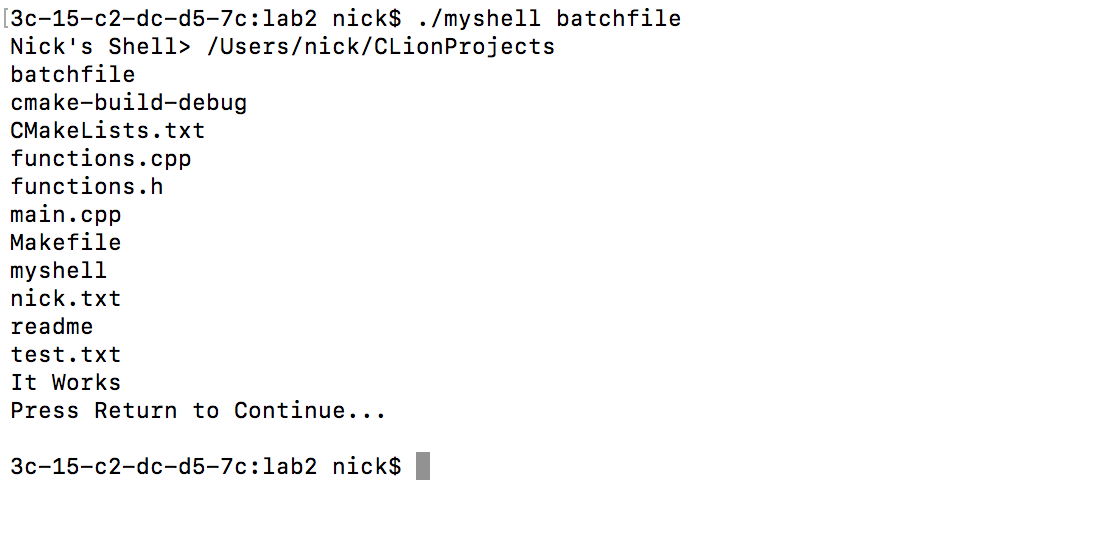 [3c-15-c2-dc-d5-7c:lab2 nick$ ./myshell batchfile
Nick's Shell> /Users/nick/CLionProjects
batchfile
cmake-build-debug
CMakeLists.txt
functions.cpp
functions.h
main.cpp
Makefile
myshell
nick.txt
readme
test.txt
It Works
Press Return to Continue...
3c-15-c2-dc-d5-7c:lab2 nick$